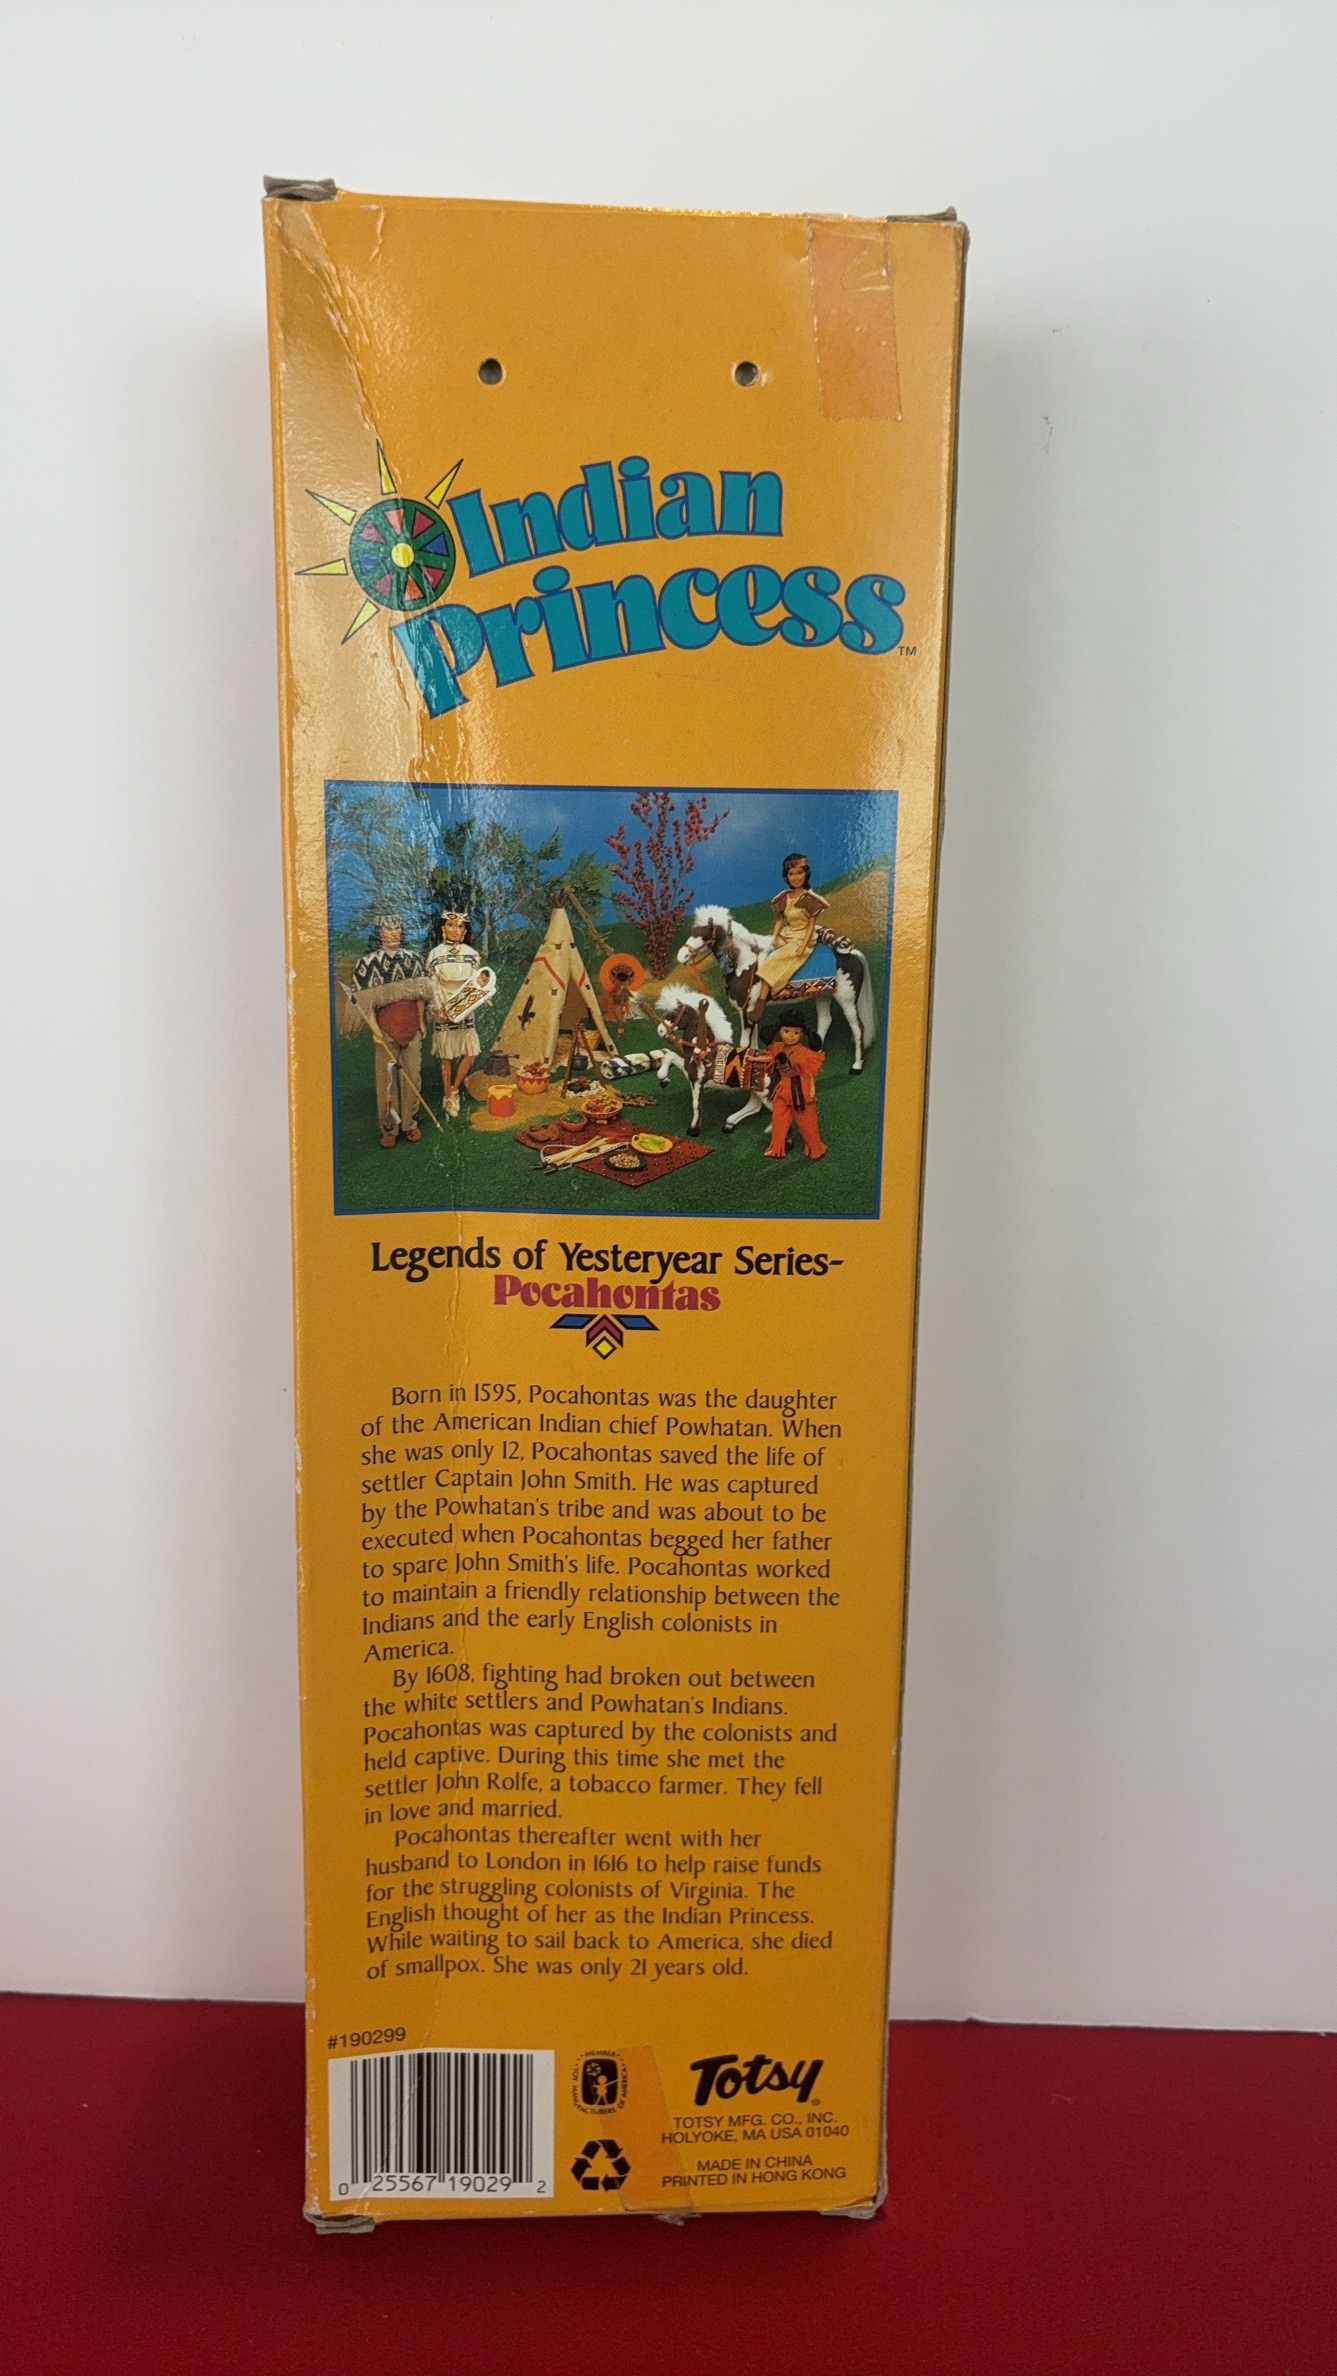 Indian
Princess™
Legends of Yesteryear Series-
Pocahontas
Born in 1595, Pocahontas was the daughter
of the American Indian chief Powhatan. When
she was only 12, Pocahontas saved the life of
settler Captain John Smith. He was captured
by the Powhatan's tribe and was about to be
executed when Pocahontas begged her father
to spare John Smith's life. Pocahontas worked
to maintain a friendly relationship between the
Indians and the early English colonists in
America.
By 1608, fighting had broken out between
the white settlers and Powhatan's Indians.
Pocahontas was captured by the colonists and
held captive. During this time she met the
settler John Rolfe, a tobacco farmer. They fell
in love and married.
Pocahontas thereafter went with her
husband to London in 1616 to help raise funds
for the struggling colonists of Virginia. The
English thought of her as the Indian Princess.
While waiting to sail back to America, she died
of smallpox. She was only 21 years old.
#190299
0 25567 19029 2
MEMBER
TOY MANUFACTURERS OF AMERICA
Totsy®
TOTSY MFG. CO., INC.
HOLYOKE, MA USA 01040
MADE IN CHINA
PRINTED IN HONG KONG